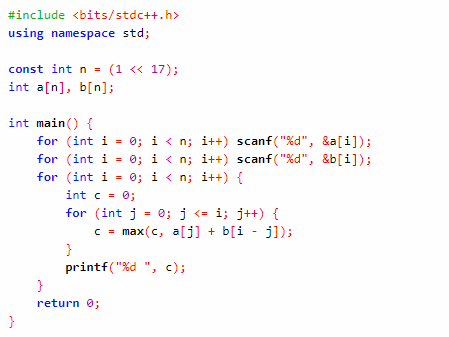 #include <bits/stdc++.h>
using namespace std;

const int n = (1 << 17);
int a[n], b[n];

int main() {
    for (int i = 0; i < n; i++) scanf("%d", &a[i]);
    for (int i = 0; i < n; i++) scanf("%d", &b[i]);
    for (int i = 0; i < n; i++) {
        int c = 0;
        for (int j = 0; j <= i; j++) {
            c = max(c, a[j] + b[i - j]);
        }
        printf("%d ", c);
    }
    return 0;
}